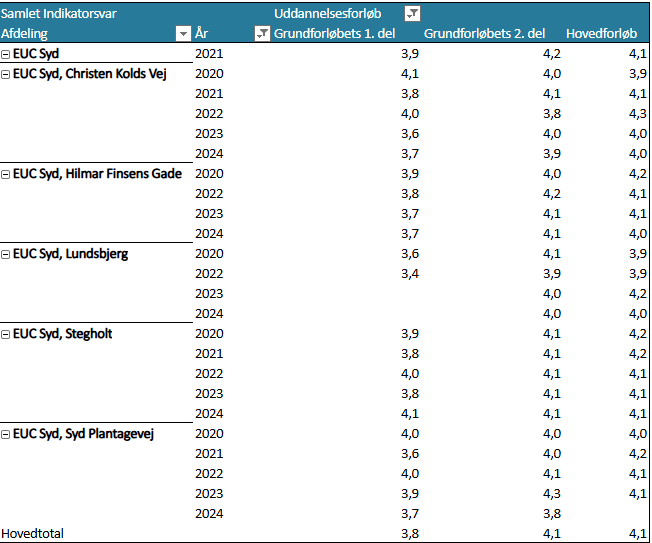 Samlet Indikatorsvar Uddannelsesforløb
Afdeling År Grundforløbets 1. del Grundforløbets 2. del Hovedforløb
EUC Syd 2021 3,9 4,2 4,1
EUC Syd, Christen Kolds Vej 2020 4,1 4,0 3,9
2021 3,8 4,1 4,1
2022 4,0 3,8 4,3
2023 3,6 4,0 4,0
2024 3,7 3,9 4,0
EUC Syd, Hilmar Finsens Gade 2020 3,9 4,0 4,2
2022 3,8 4,2 4,1
2023 3,7 4,1 4,1
2024 3,7 4,1 4,0
EUC Syd, Lundsbjerg 2020 3,6 4,1 3,9
2022 3,4 3,9 3,9
2023 4,0 4,2
2024 4,0 4,0
EUC Syd, Stegholt 2020 3,9 4,1 4,2
2021 3,8 4,1 4,2
2022 4,0 4,1 4,1
2023 3,8 4,1 4,1
2024 4,1 4,1 4,1
EUC Syd, Syd Plantagevej 2020 4,0 4,0 4,0
2021 3,6 4,0 4,2
2022 4,0 4,1 4,1
2023 3,9 4,3 4,1
2024 3,7 3,8
Hovedtotal 3,8 4,1 4,1